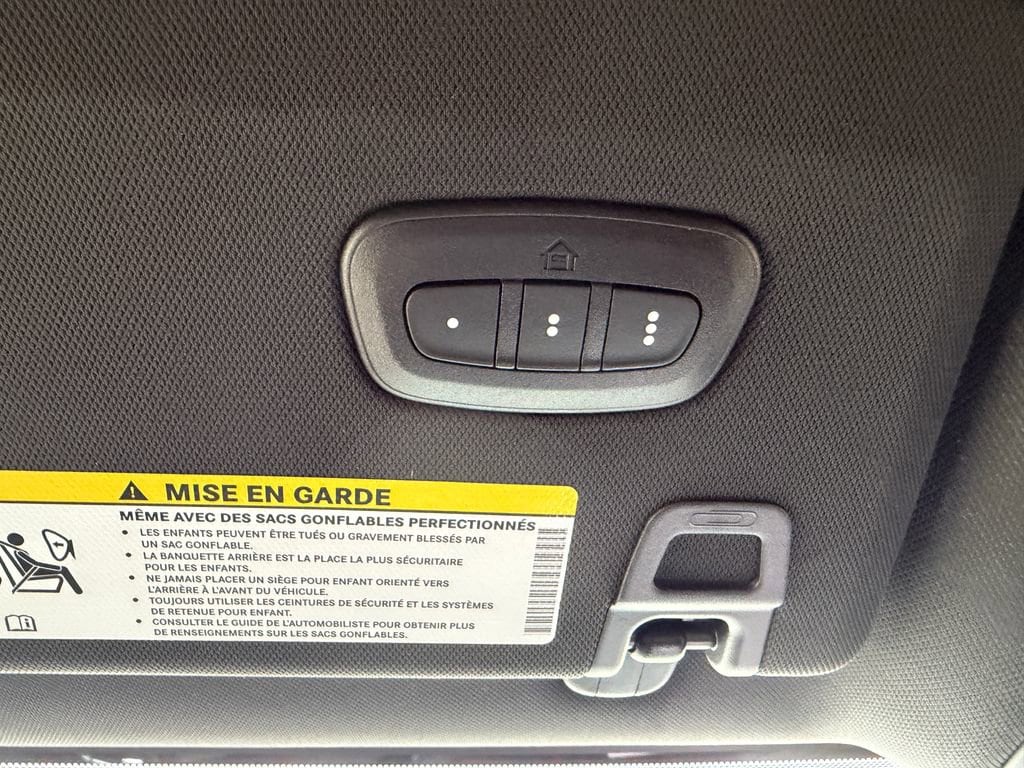 MISE EN GARDE
MÊME AVEC DES SACS GONFLABLES PERFECTIONNÉS
• LES ENFANTS PEUVENT ÊTRE TUÉS OU GRAVEMENT BLESSÉS PAR
UN SAC GONFLABLE.
• LA BANQUETTE ARRIÈRE EST LA PLACE LA PLUS SÉCURITAIRE
POUR LES ENFANTS.
• NE JAMAIS PLACER UN SIÈGE POUR ENFANT ORIENTÉ VERS
L'ARRIÈRE À L'AVANT DU VÉHICULE.
• TOUJOURS UTILISER LES CEINTURES DE SÉCURITÉ ET LES SYSTÈMES
DE RETENUE POUR ENFANT.
• CONSULTER LE GUIDE DE L'AUTOMOBILISTE POUR OBTENIR PLUS
DE RENSEIGNEMENTS SUR LES SACS GONFLABLES.